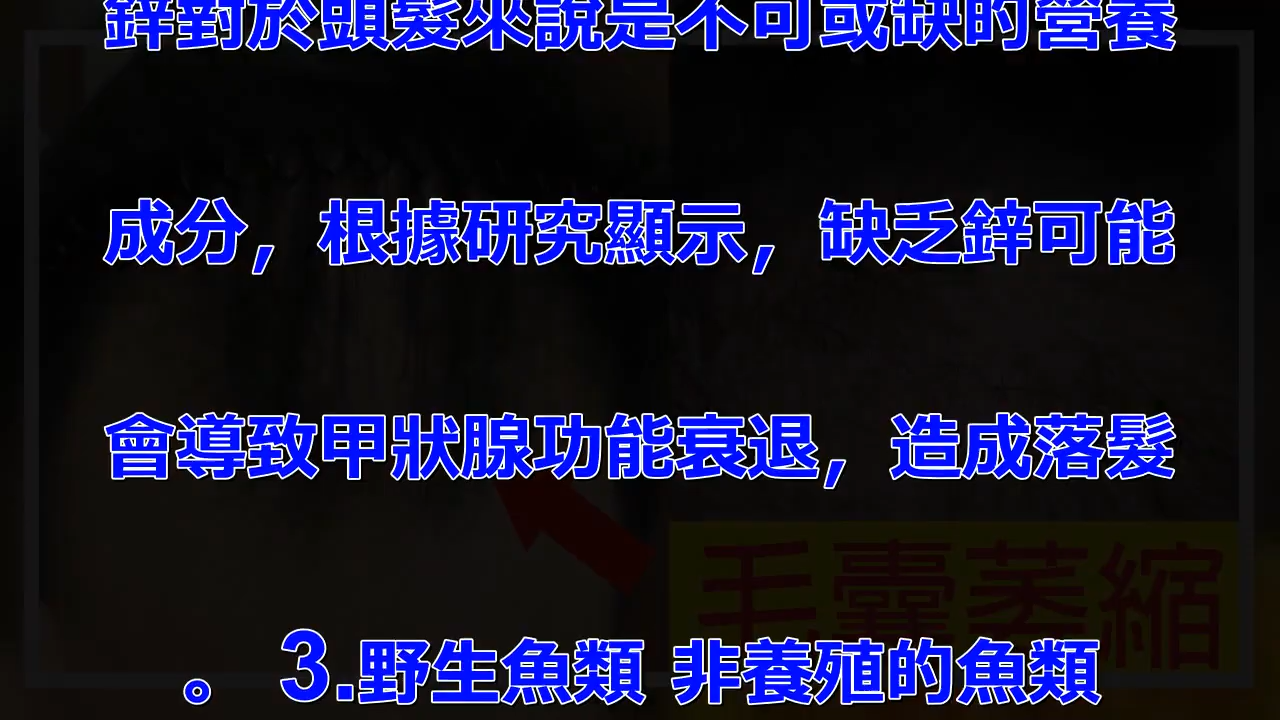 鋅對於頭髮來說是不可或缺的營養
成分，根據研究顯示，缺乏鋅可能
會導致甲狀腺功能衰退，造成落髮
毛囊萎縮
。 3.野生魚類 非養殖的魚類